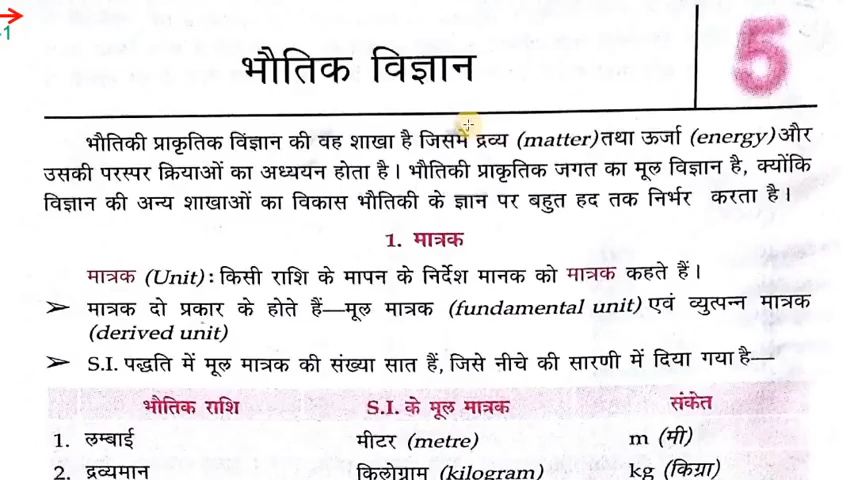 -1
भौतिक विज्ञान
5
भौतिकी प्राकृतिक विज्ञान की वह शाखा है जिसमें द्रव्य (matter) तथा ऊर्जा (energy) और
उसकी परस्पर क्रियाओं का अध्ययन होता है। भौतिकी प्राकृतिक जगत का मूल विज्ञान है, क्योंकि
विज्ञान की अन्य शाखाओं का विकास भौतिकी के ज्ञान पर बहुत हद तक निर्भर करता है।
1. मात्रक
मात्रक (Unit) : किसी राशि के मापन के निर्देश मानक को मात्रक कहते हैं।
➢ मात्रक दो प्रकार के होते हैं—मूल मात्रक (fundamental unit) एवं व्युत्पन्न मात्रक
(derived unit)
➢ S.I. पद्धति में मूल मात्रक की संख्या सात हैं, जिसे नीचे की सारणी में दिया गया है—
भौतिक राशि S.I. के मूल मात्रक संकेत
1. लम्बाई मीटर (metre) m (मी)
2. द्रव्यमान किलोग्राम (kilogram) kg (किग्रा)